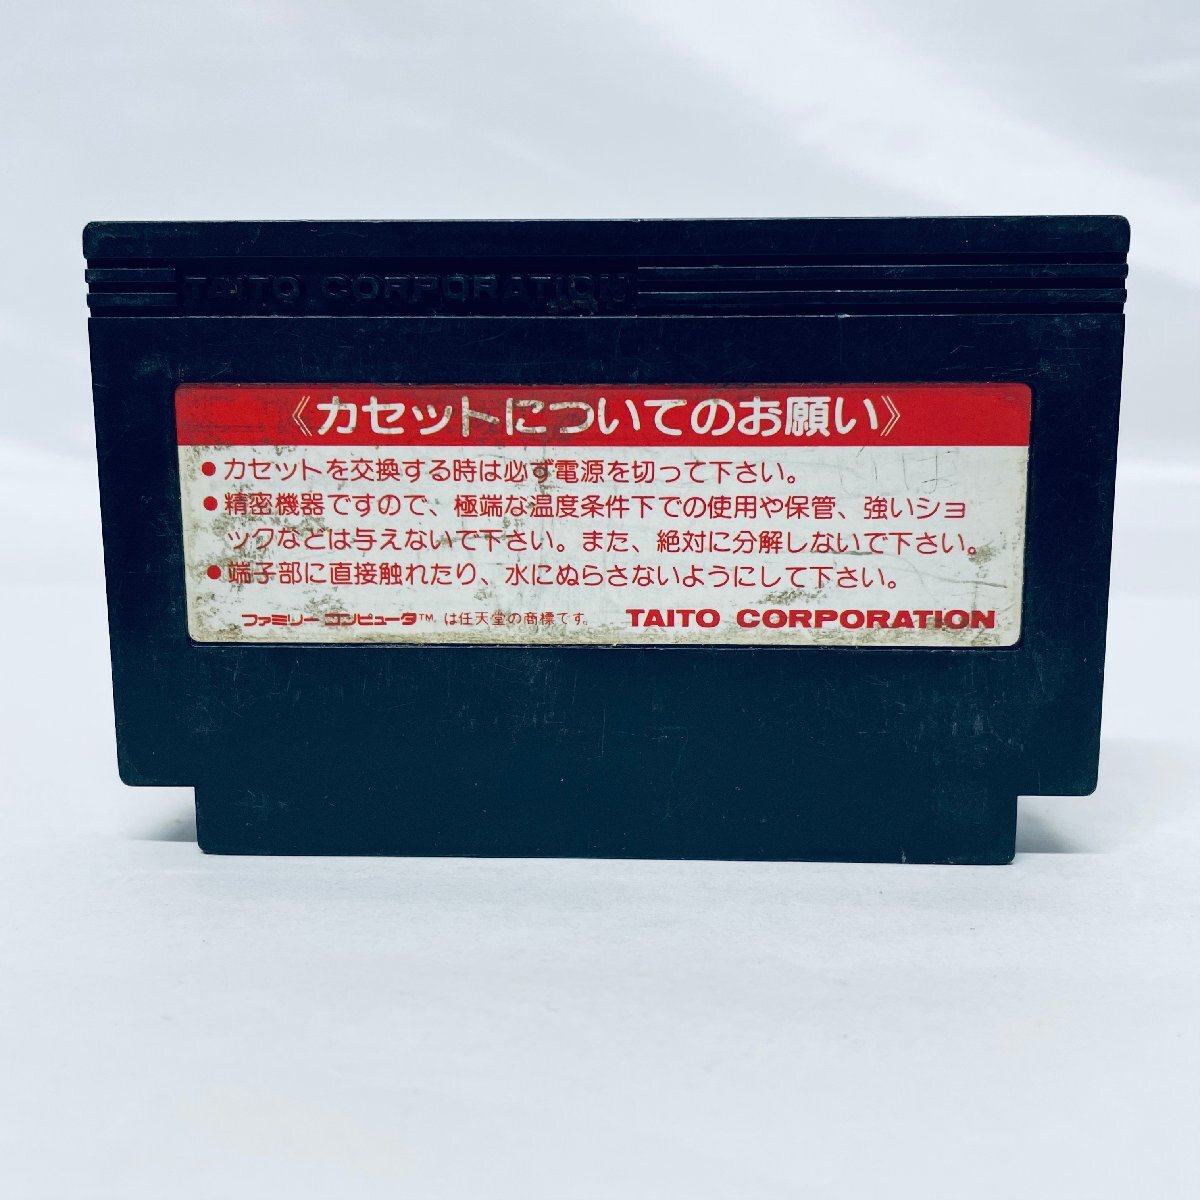 TAITO CORPORATION
《カセットについてのお願い》
●カセットを交換する時は必ず電源を切って下さい。
●精密機器ですので、極端な温度条件下での使用や保管、強いショ
ックなどは与えないで下さい。また、絶対に分解しないで下さい。
●端子部に直接触れたり、水にぬらさないようにして下さい。
ファミリーコンピュータ™は任天堂の商標です。 TAITO CORPORATION